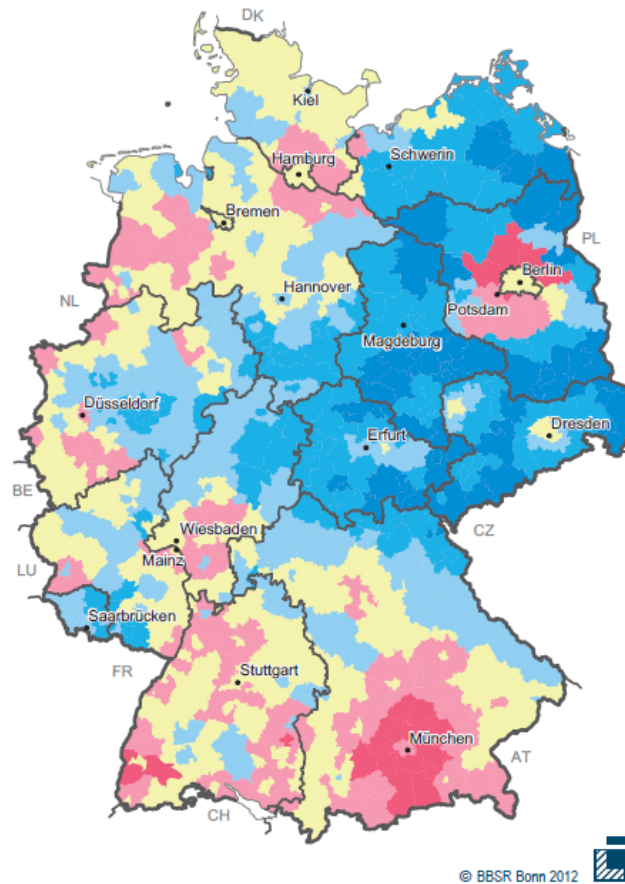 DK
Kiel
Schwerin
Hamburg
Bremen
PL
Berlin
NL
Hannover
Potsdam
Magdeburg
Düsseldorf
Dresden
Erfurt
BE
Wiesbaden
CZ
LU
Mainz
Saarbrücken
FR
Stuttgart
München
AT
CH
© BBSR Bonn 2012